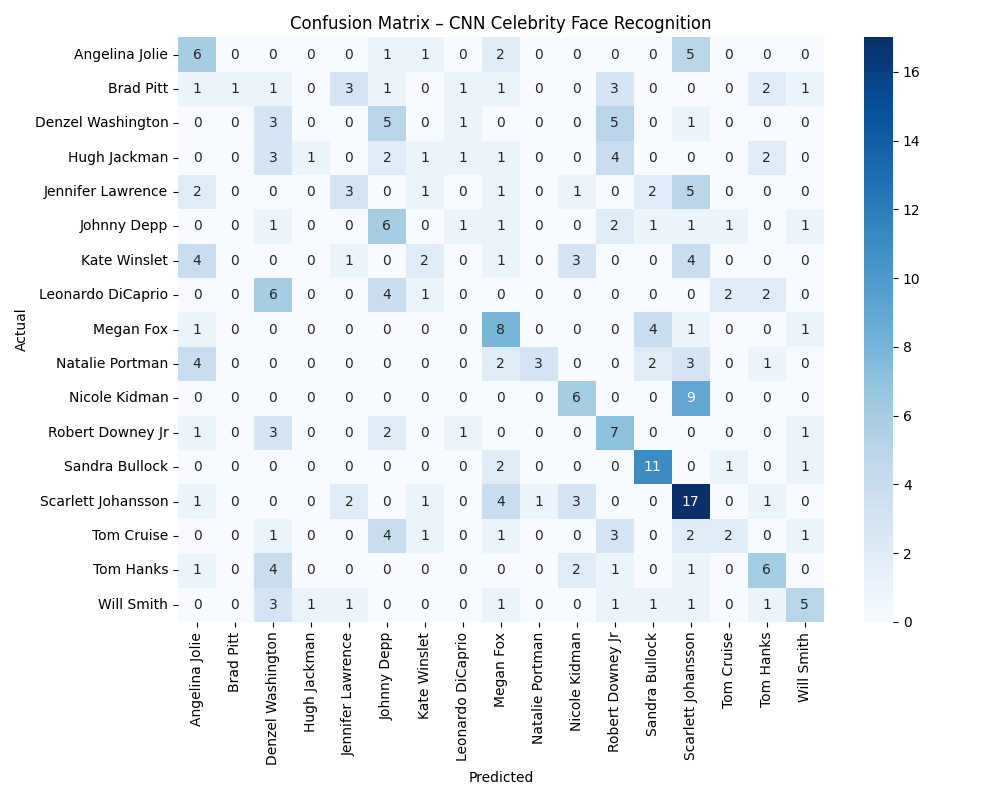 Confusion Matrix – CNN Celebrity Face Recognition
Angelina Jolie 6 0 0 0 0 1 1 0 2 0 0 0 0 5 0 0 0
Brad Pitt 1 1 1 0 3 1 0 1 1 0 0 3 0 0 0 2 1
Denzel Washington 0 0 3 0 0 5 0 1 0 0 0 5 0 1 0 0 0
Hugh Jackman 0 0 3 1 0 2 1 1 1 0 0 4 0 0 0 2 0
Jennifer Lawrence 2 0 0 0 3 0 1 0 1 0 1 0 2 5 0 0 0
Johnny Depp 0 0 1 0 0 6 0 1 1 0 0 2 1 1 1 0 1
Kate Winslet 4 0 0 0 1 0 2 0 1 0 3 0 0 4 0 0 0
Leonardo DiCaprio 0 0 6 0 0 4 1 0 0 0 0 0 0 0 2 2 0
Megan Fox 1 0 0 0 0 0 0 0 8 0 0 0 4 1 0 0 1
Natalie Portman 4 0 0 0 0 0 0 0 2 3 0 0 2 3 0 1 0
Nicole Kidman 0 0 0 0 0 0 0 0 0 0 6 0 0 9 0 0 0
Robert Downey Jr 1 0 3 0 0 2 0 1 0 0 0 7 0 0 0 0 1
Sandra Bullock 0 0 0 0 0 0 0 0 2 0 0 0 11 0 1 0 1
Scarlett Johansson 1 0 0 0 2 0 1 0 4 1 3 0 0 17 0 1 0
Tom Cruise 0 0 1 0 0 4 1 0 1 0 0 3 0 2 2 0 1
Tom Hanks 1 0 4 0 0 0 0 0 0 0 2 1 0 1 0 6 0
Will Smith 0 0 3 1 1 0 0 0 1 0 0 1 1 1 0 1 5
Actual
Angelina Jolie
Brad Pitt
Denzel Washington
Hugh Jackman
Jennifer Lawrence
Johnny Depp
Kate Winslet
Leonardo DiCaprio
Megan Fox
Natalie Portman
Nicole Kidman
Robert Downey Jr
Sandra Bullock
Scarlett Johansson
Tom Cruise
Tom Hanks
Will Smith
Predicted
16
14
12
10
8
6
4
2
0